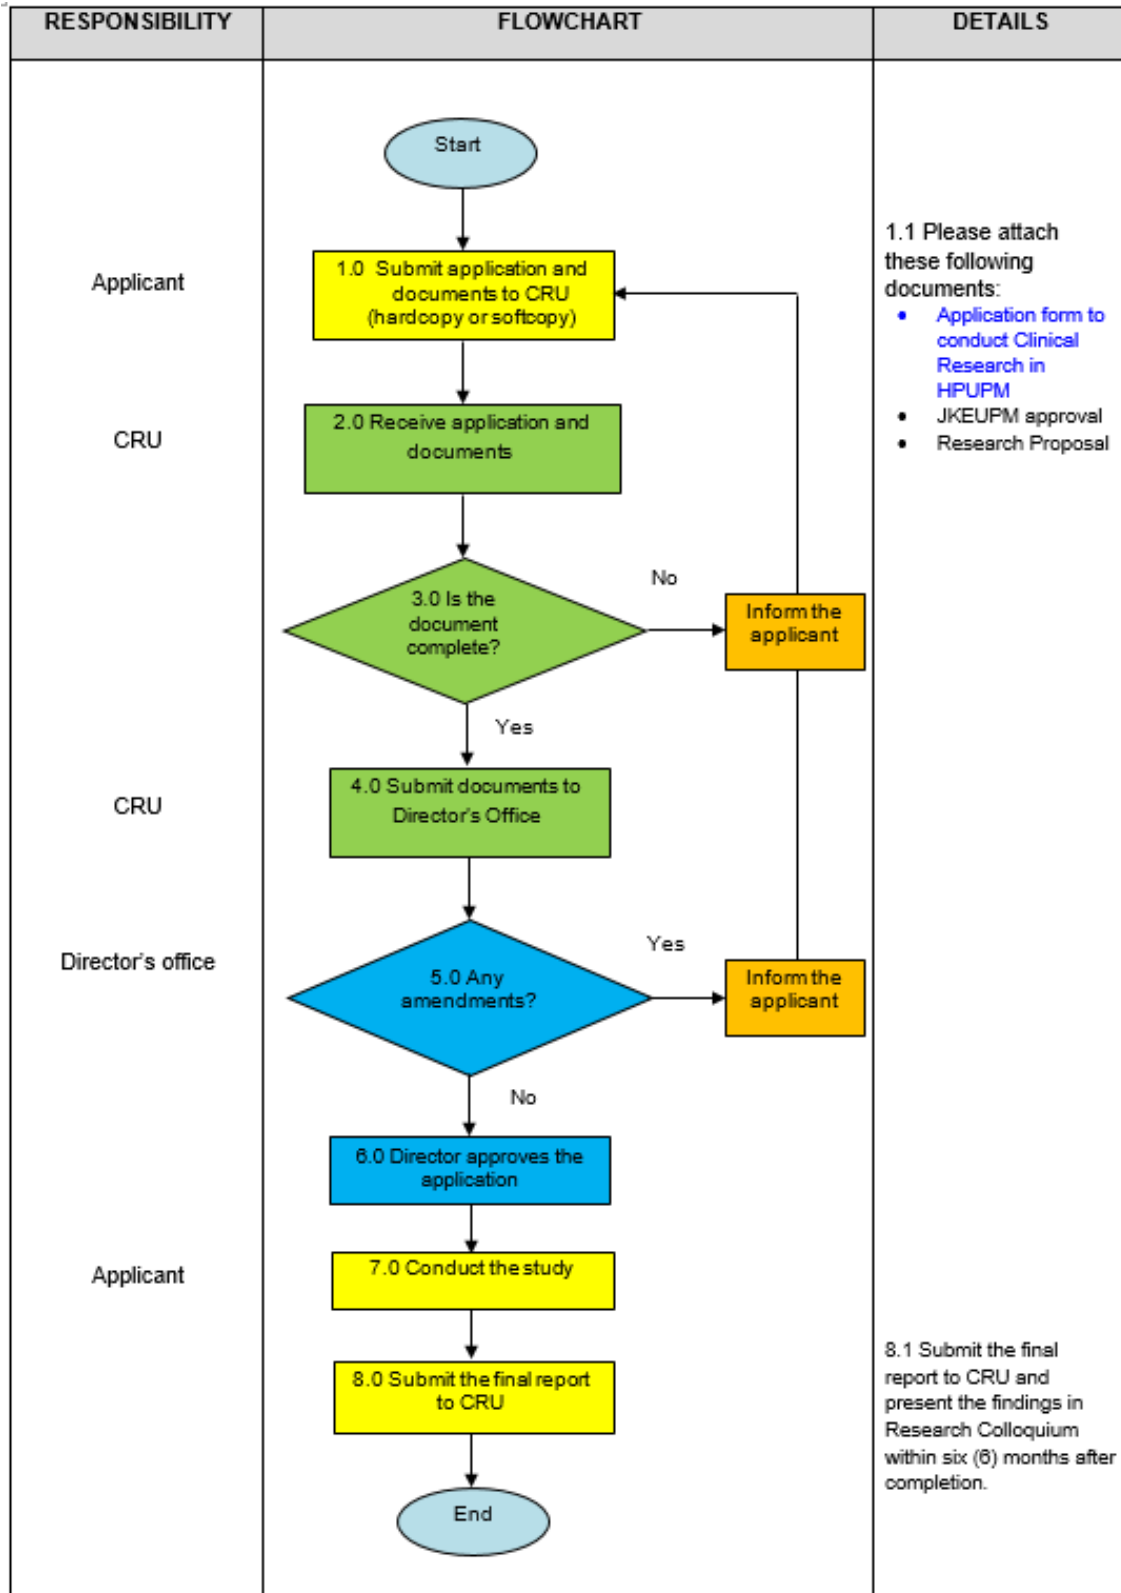 RESPONSIBILITY
FLOWCHART
DETAILS
Start
Applicant
1.0 Submit application and
documents to CRU
(hardcopy or softcopy)
1.1 Please attach
these following
documents:
• Application form to
conduct Clinical
Research in
HPUPM
• JKEUPM approval
• Research Proposal
CRU
2.0 Receive application and
documents
3.0 Is the
document
complete?
No
Inform the
applicant
Yes
CRU
4.0 Submit documents to
Director's Office
Director's office
5.0 Any
amendments?
Yes
Inform the
applicant
No
6.0 Director approves the
application
Applicant
7.0 Conduct the study
8.0 Submit the final report
to CRU
8.1 Submit the final
report to CRU and
present the findings in
Research Colloquium
within six (6) months after
completion.
End